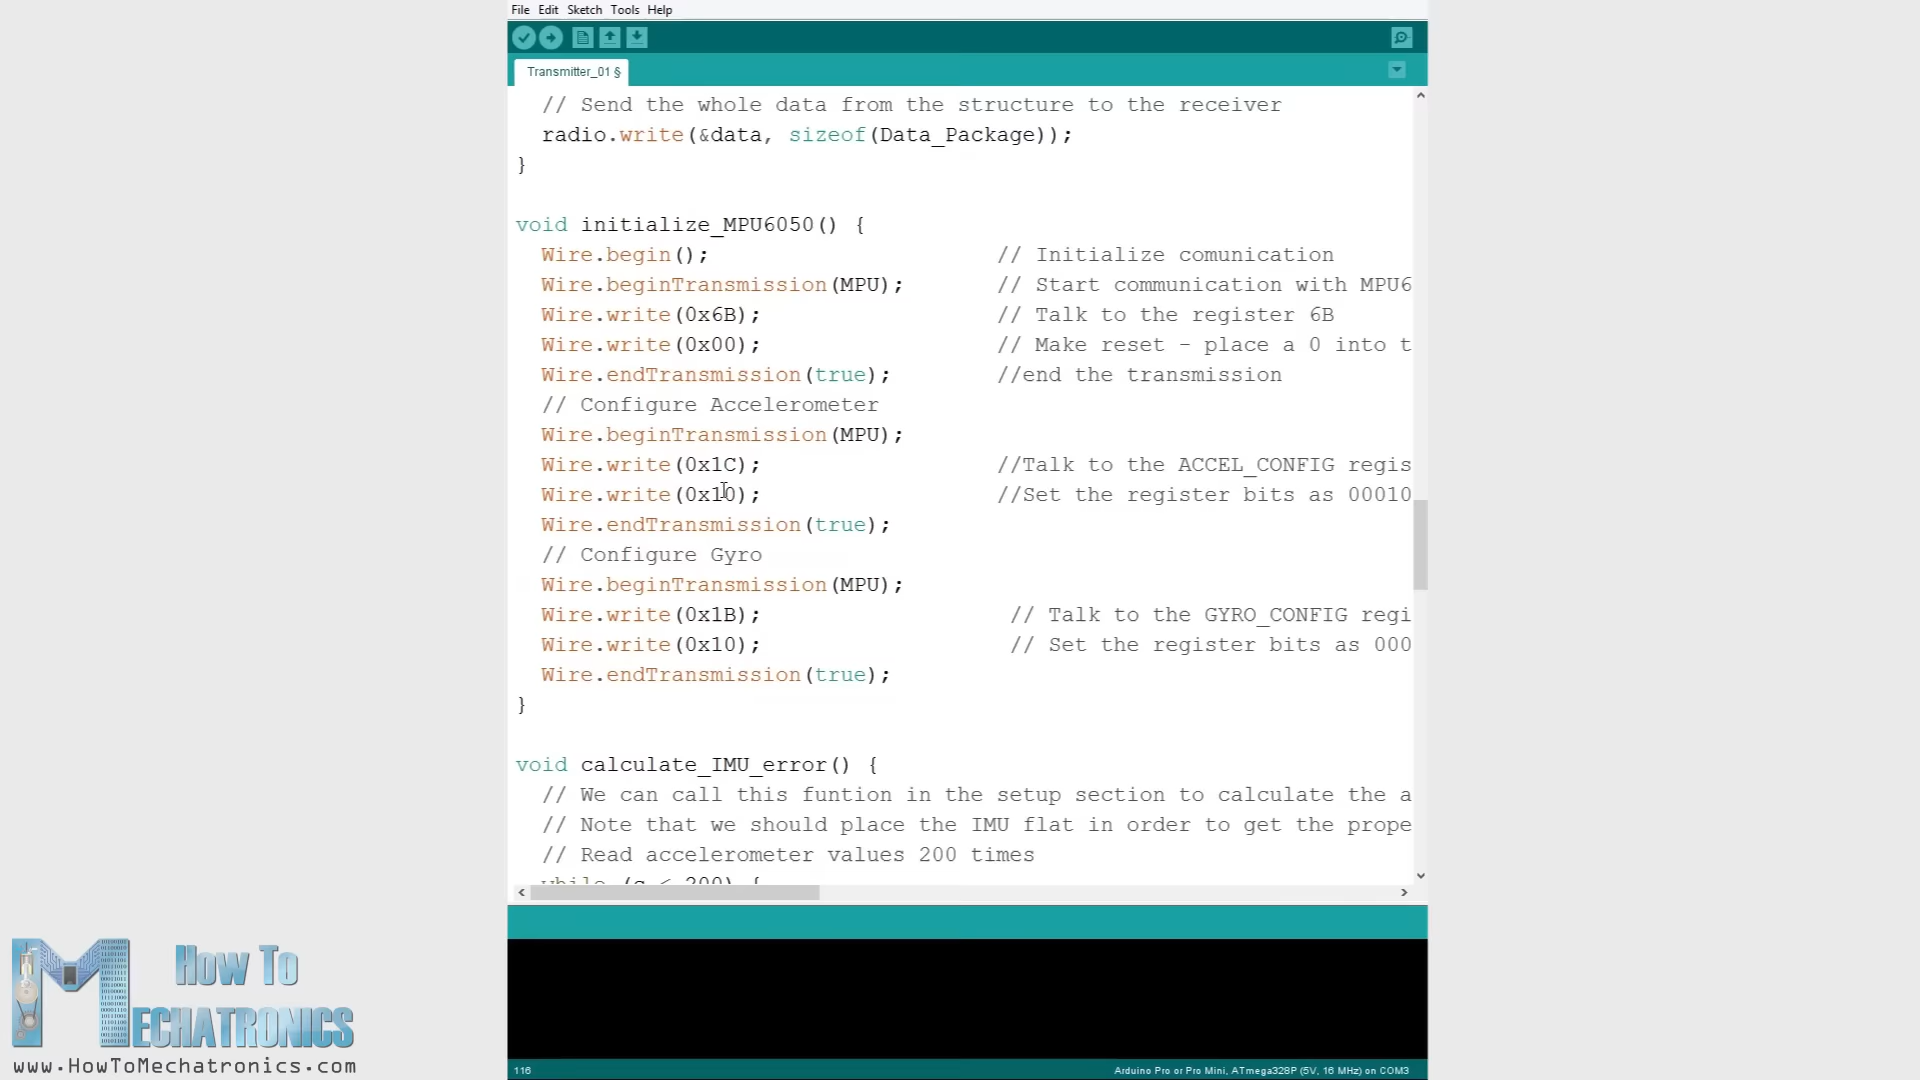 File Edit Sketch Tools Help
Transmitter_01 §
// Send the whole data from the structure to the receiver
radio.write(&data, sizeof(Data_Package));
}
void initialize_MPU6050() {
Wire.begin(); // Initialize comunication
Wire.beginTransmission(MPU); // Start communication with MPU6
Wire.write(0x6B); // Talk to the register 6B
Wire.write(0x00); // Make reset - place a 0 into t
Wire.endTransmission(true); //end the transmission
// Configure Accelerometer
Wire.beginTransmission(MPU);
Wire.write(0x1C); //Talk to the ACCEL_CONFIG regis
Wire.write(0x10); //Set the register bits as 00010
Wire.endTransmission(true);
// Configure Gyro
Wire.beginTransmission(MPU);
Wire.write(0x1B); // Talk to the GYRO_CONFIG regi
Wire.write(0x10); // Set the register bits as 000
Wire.endTransmission(true);
}
void calculate_IMU_error() {
// We can call this funtion in the setup section to calculate the a
// Note that we should place the IMU flat in order to get the prope
// Read accelerometer values 200 times
while (c < 200) {
116
Arduino Pro or Pro Mini, ATmega328P (5V, 16 MHz) on COM3
How To
MECHATRONICS
www.HowToMechatronics.com